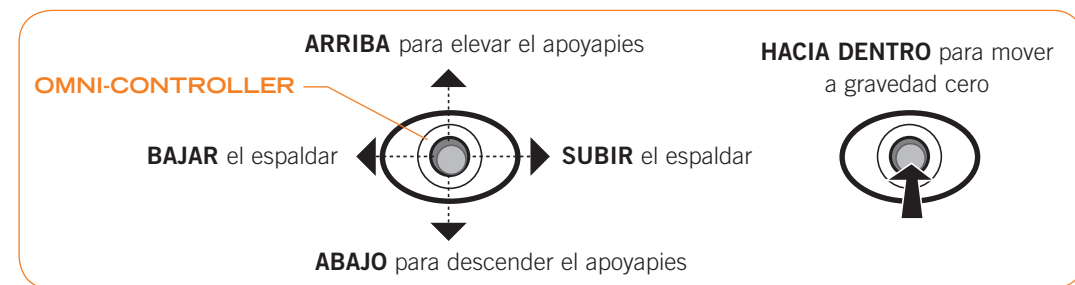 ARRIBA para elevar el apoyapies
HACIA DENTRO para mover
a gravedad cero
OMNI-CONTROLLER
BAJAR el espaldar
SUBIR el espaldar
ABAJO para descender el apoyapies